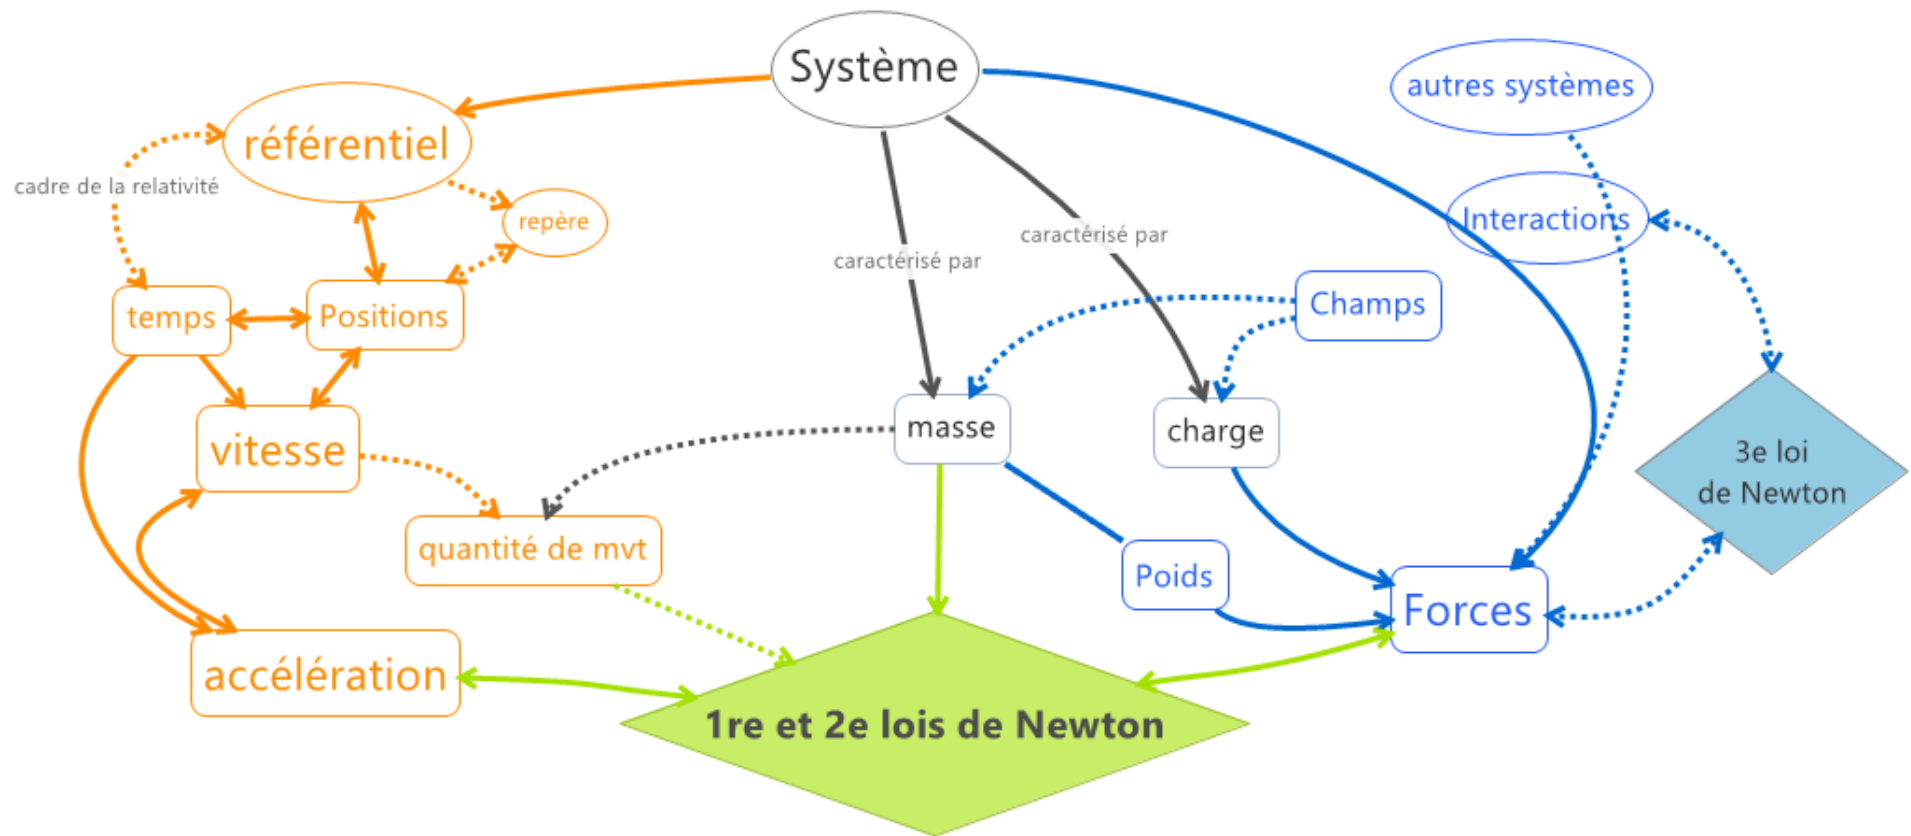 Système
autres systèmes
référentiel
cadre de la relativité
repère
Interactions
caractérisé par
caractérisé par
Champs
temps
Positions
masse
charge
vitesse
3e loi
de Newton
quantité de mvt
Poids
Forces
accélération
1re et 2e lois de Newton